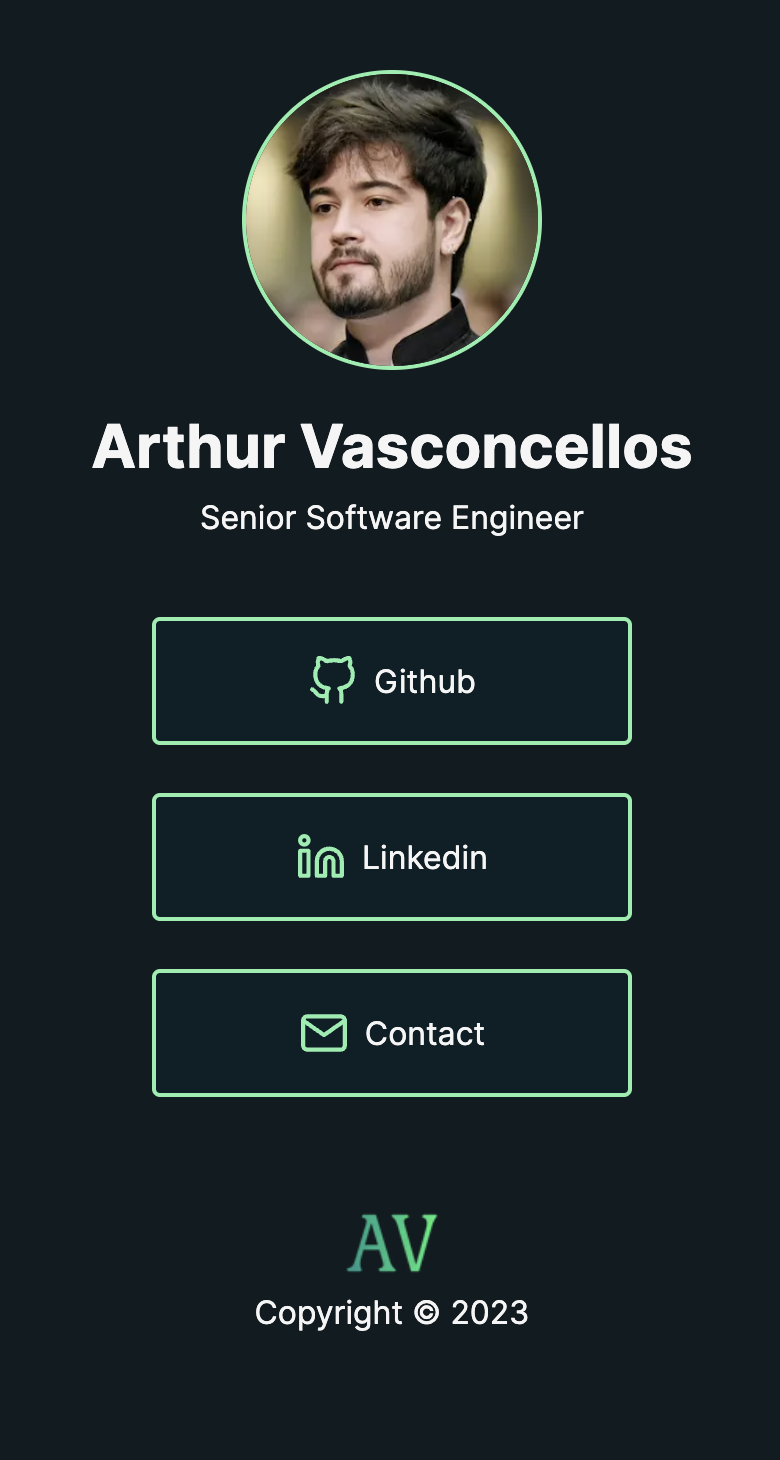 Arthur Vasconcellos
Senior Software Engineer
Github
Linkedin
Contact
AV
Copyright © 2023